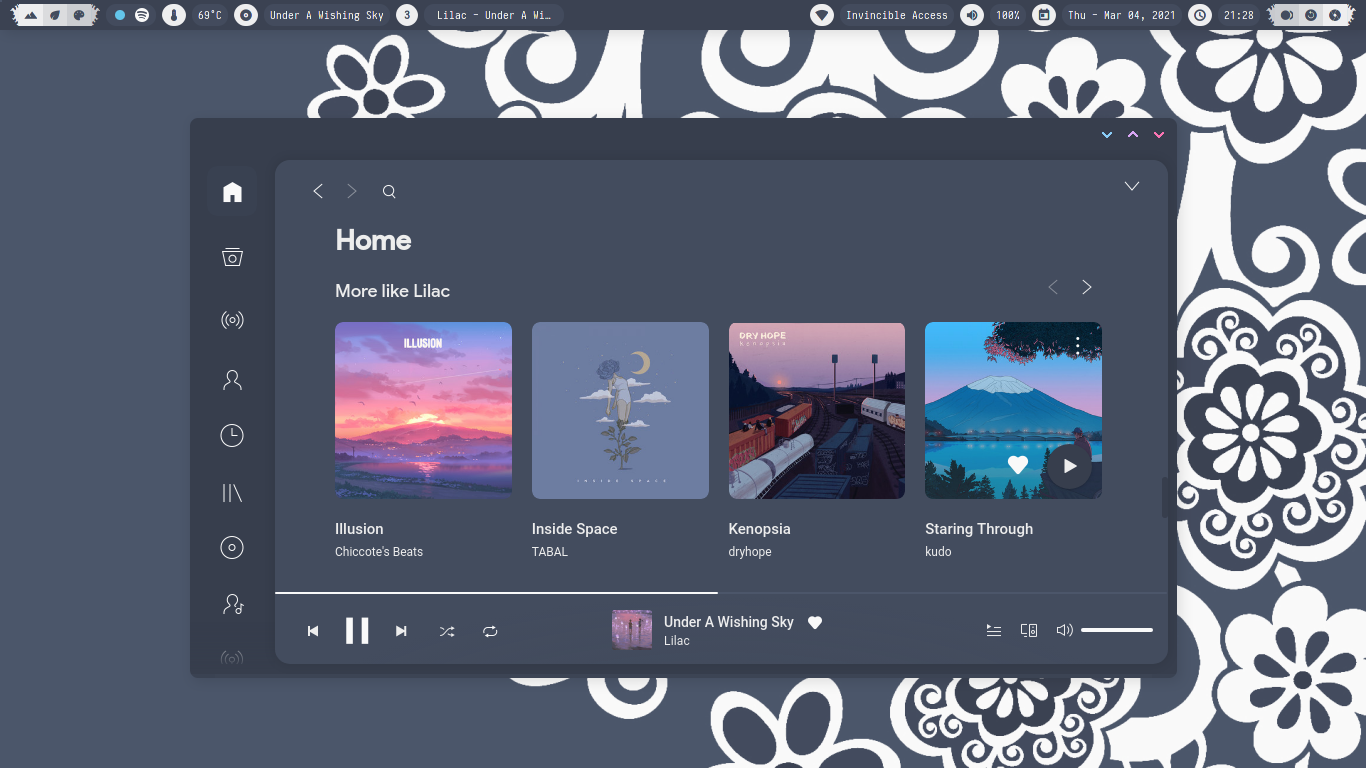 69°C
Under A Wishing Sky
3
Lilac - Under A Wi…
Invincible Access
100%
Thu - Mar 04, 2021
21:28
Home
More like Lilac
ILLUSION
INSIDE SPACE
DRY HOPE
kenopsia
Illusion
Inside Space
Kenopsia
Staring Through
Chiccote's Beats
TABAL
dryhope
kudo
Under A Wishing Sky
Lilac